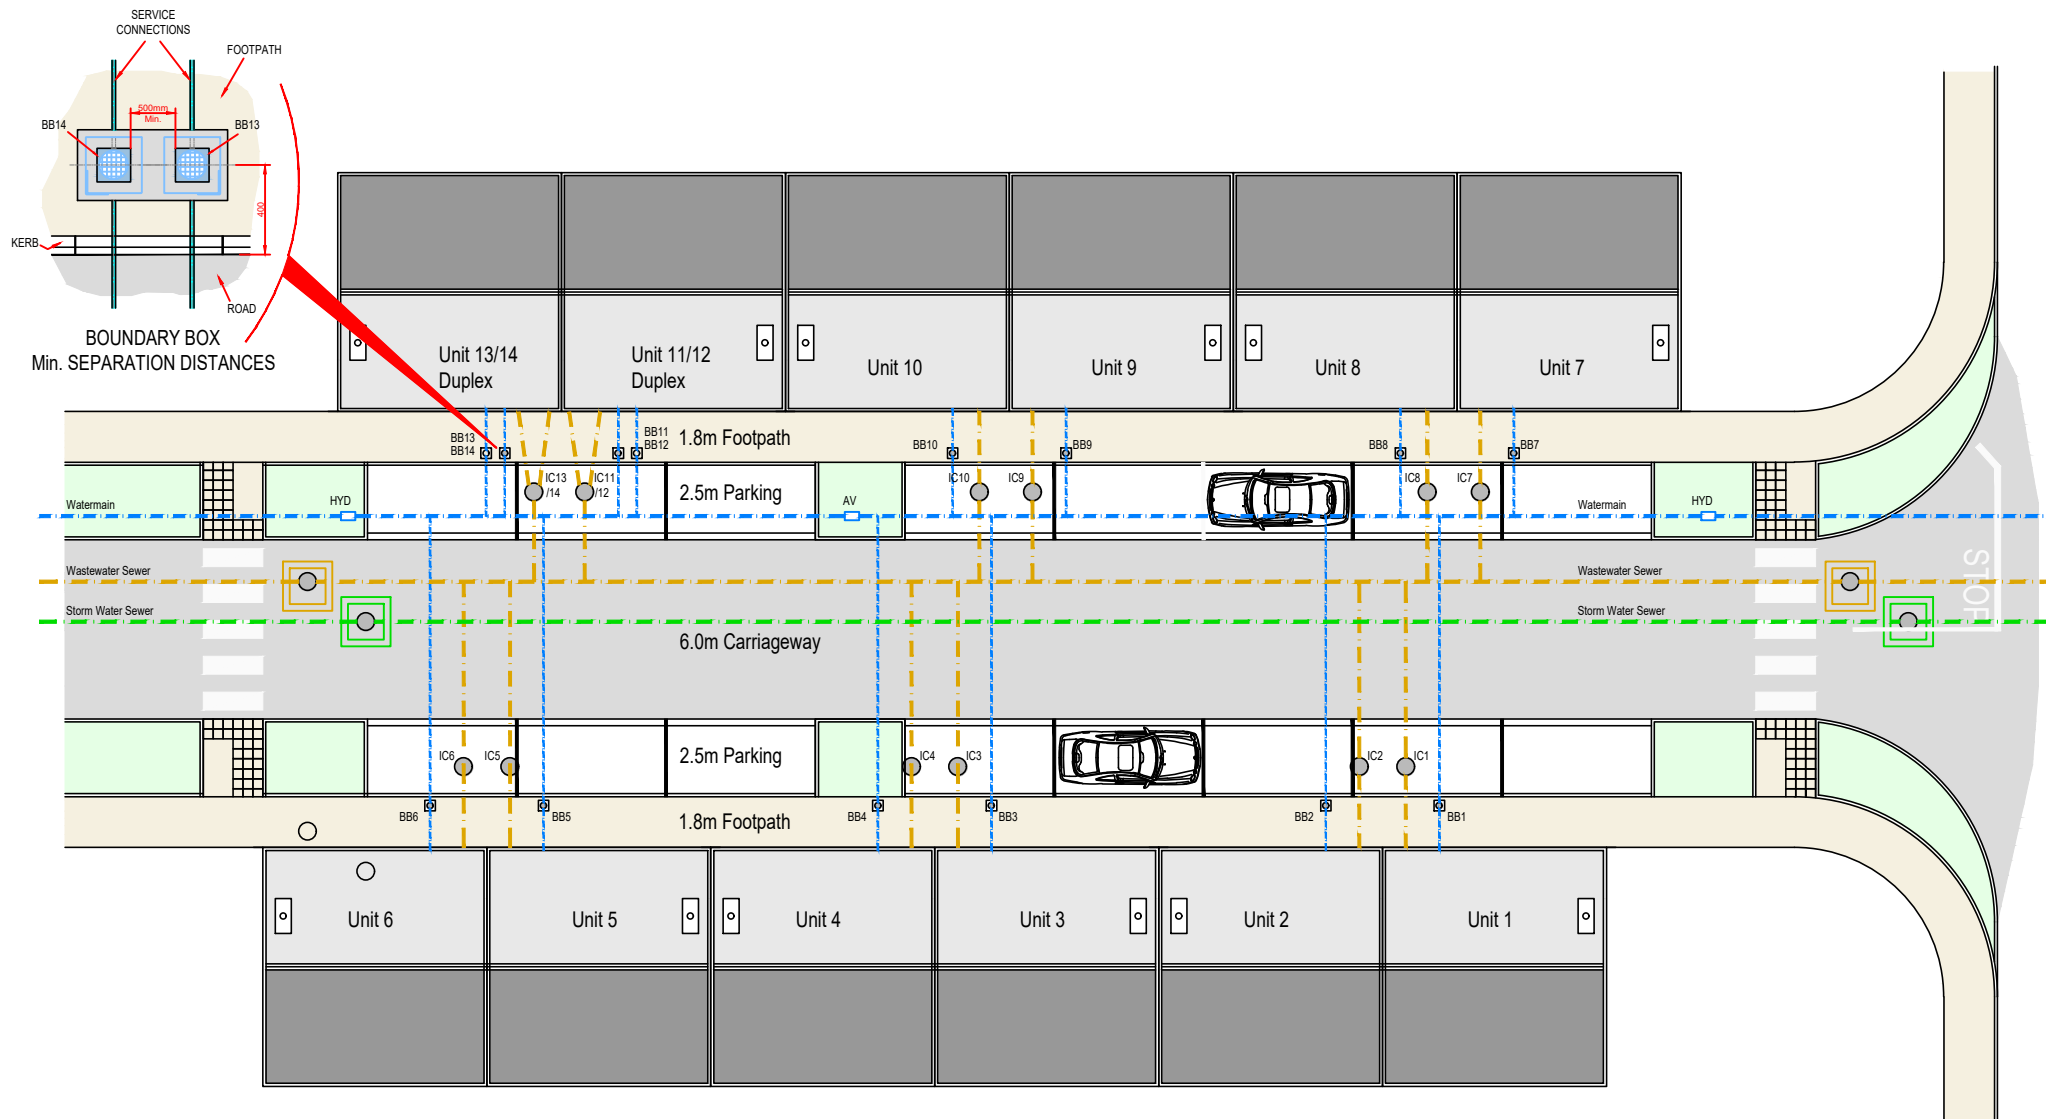 SERVICE
CONNECTIONS
FOOTPATH
500mm
Min.
BB14
BB13
400
KERB
ROAD
BOUNDARY BOX
Min. SEPARATION DISTANCES
Unit 13/14
Duplex
Unit 11/12
Duplex
Unit 10
Unit 9
Unit 8
Unit 7
BB13
BB14
BB11
BB12
1.8m Footpath
BB10
BB9
BB8
BB7
IC13
/14
IC11
/12
2.5m Parking
IC10
IC9
IC8
IC7
Watermain
HYD
AV
Watermain
HYD
Wastewater Sewer
Wastewater Sewer
STOP
Storm Water Sewer
Storm Water Sewer
6.0m Carriageway
IC6
IC5
2.5m Parking
IC4
IC3
IC2
IC1
BB6
BB5
1.8m Footpath
BB4
BB3
BB2
BB1
Unit 6
Unit 5
Unit 4
Unit 3
Unit 2
Unit 1